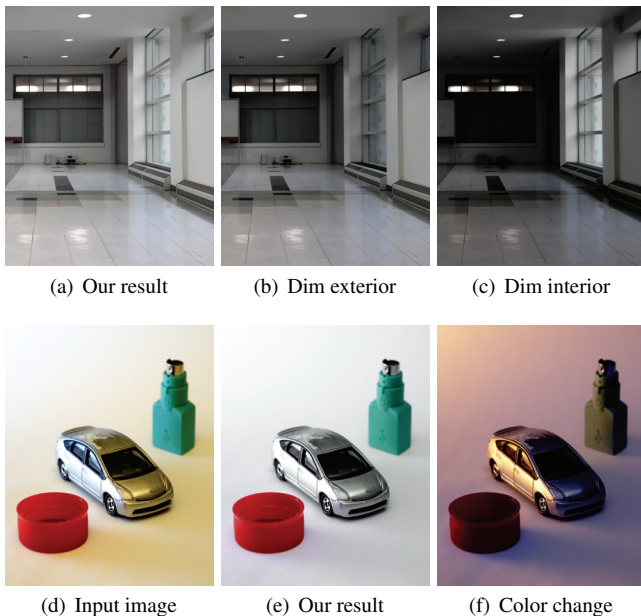 (a) Our result (b) Dim exterior (c) Dim interior
(d) Input image (e) Our result (f) Color change